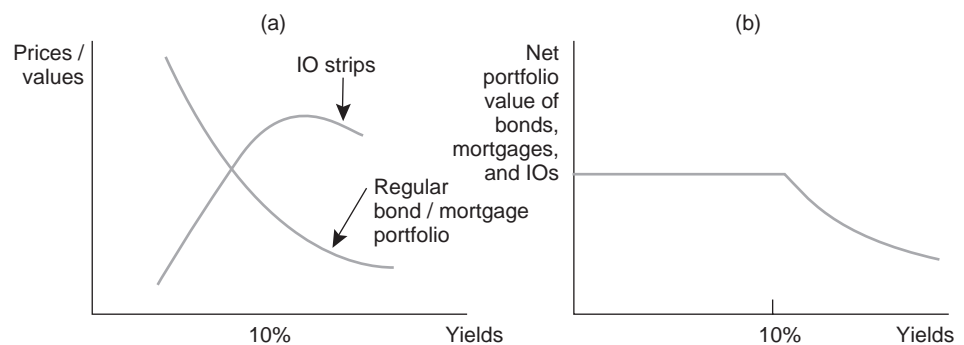 (a)
Prices /
values
IO strips
Regular
bond / mortgage
portfolio
10%
Yields
(b)
Net
portfolio
value of
bonds,
mortgages,
and IOs
10%
Yields